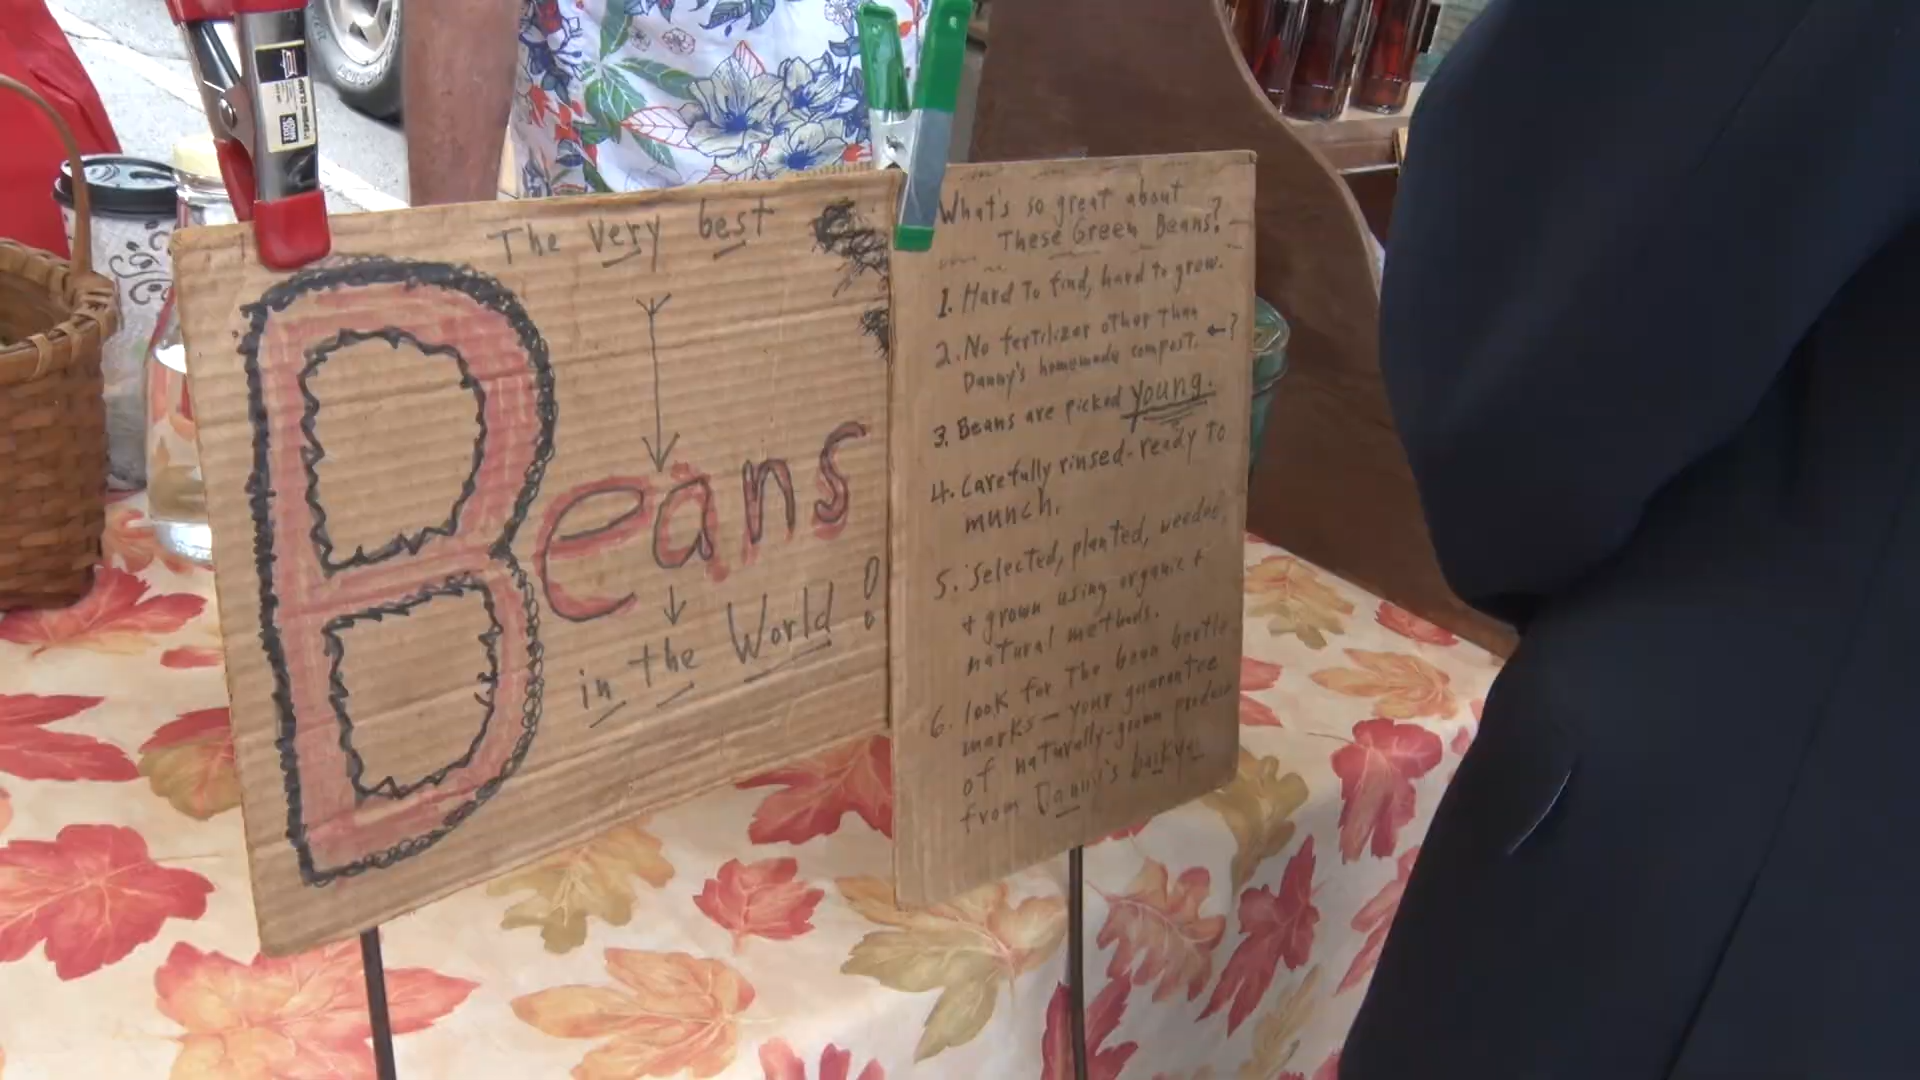 The very best
Beans
in the World!
What's so great about
These Green Beans?
1. Hard to find, hard to grow.
2. No fertilizer other than
Danny's homemade compost. ←?
3. Beans are picked young.
4. Carefully rinsed - ready to
munch.
5. Selected, planted, weeded,
+ grown using organic +
natural methods.
6. look for the bean beetle
marks - your guarantee
of naturally-grown produce
from Danny's